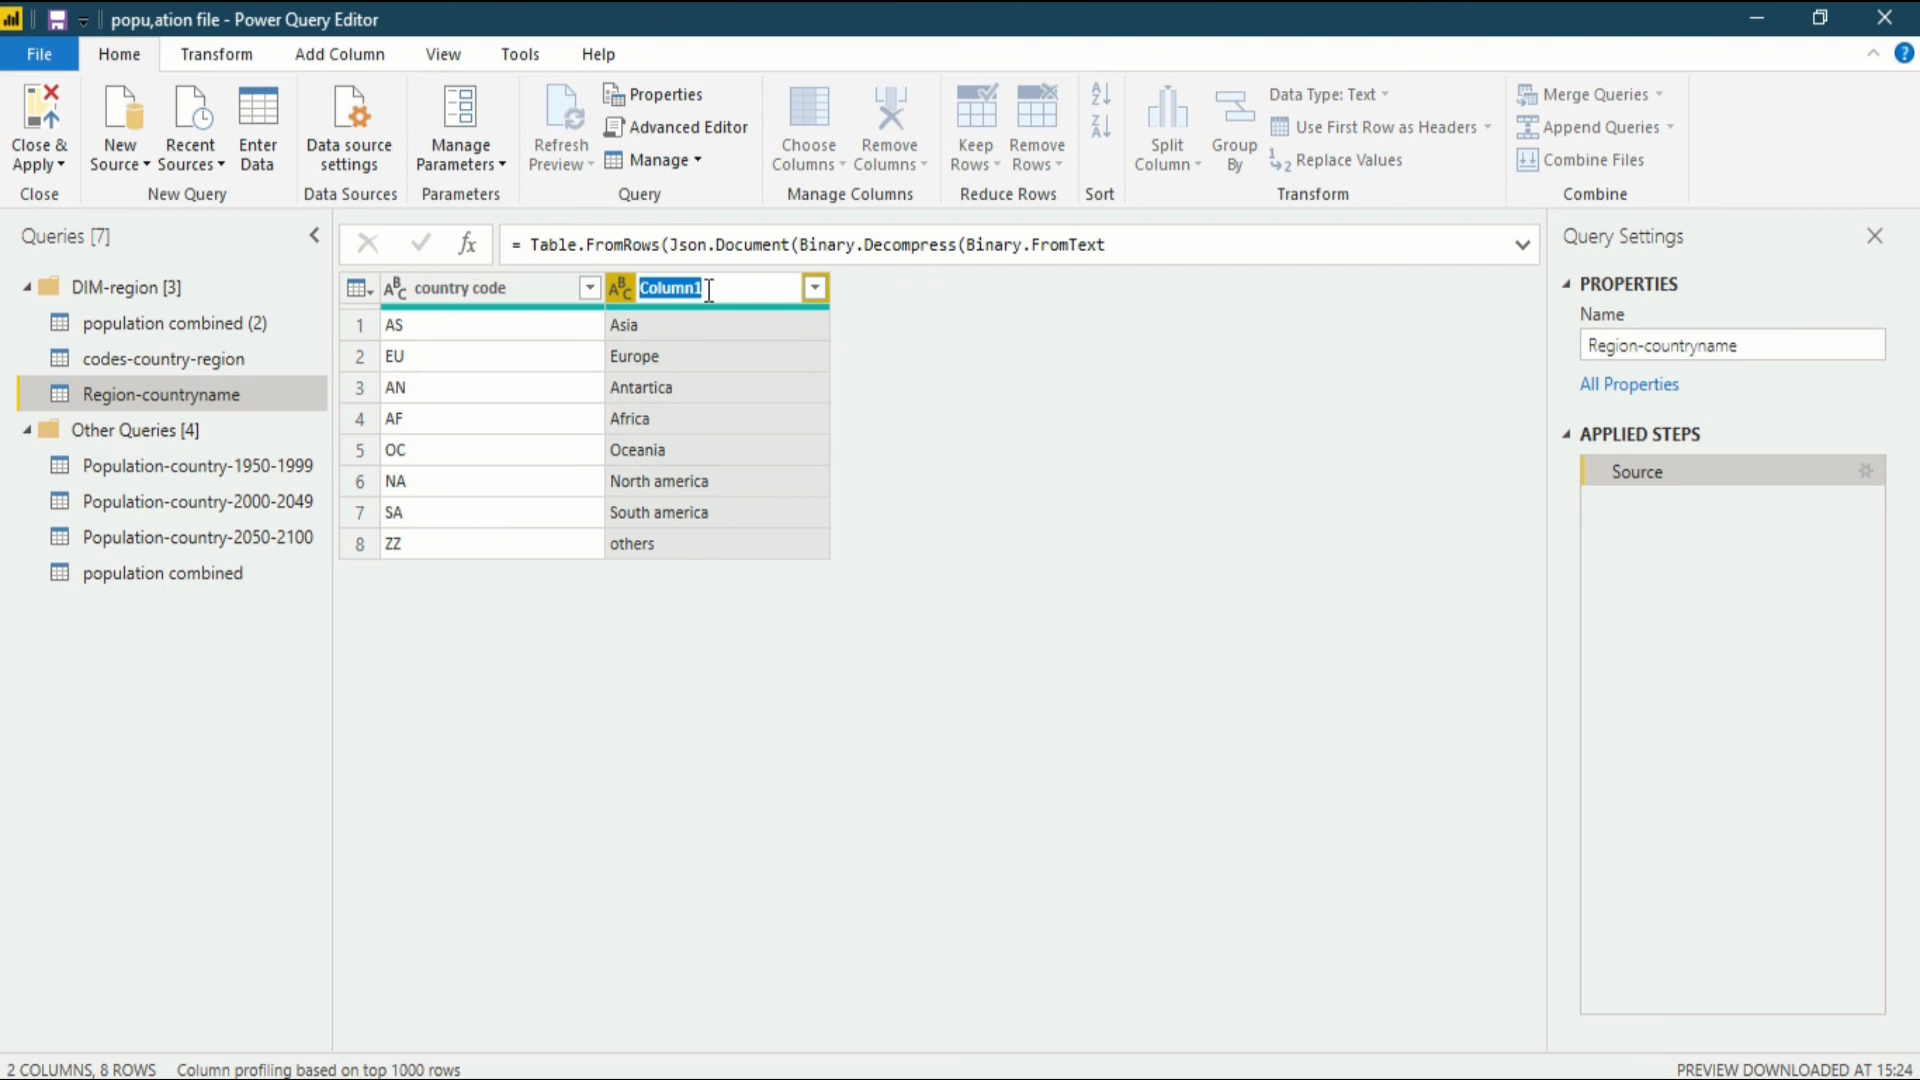 popu,ation file - Power Query Editor
File Home Transform Add Column View Tools Help
Close & Apply
New Source
Recent Sources
Enter Data
Data source settings
Manage Parameters
Refresh Preview
Properties
Advanced Editor
Manage
Choose Columns
Remove Columns
Keep Rows
Remove Rows
Split Column
Group By
Data Type: Text
Use First Row as Headers
Replace Values
Merge Queries
Append Queries
Combine Files
Close New Query Data Sources Parameters Query Manage Columns Reduce Rows Sort Transform Combine
Queries [7]
DIM-region [3]
population combined (2)
codes-country-region
Region-countryname
Other Queries [4]
Population-country-1950-1999
Population-country-2000-2049
Population-country-2050-2100
population combined
fx = Table.FromRows(Json.Document(Binary.Decompress(Binary.FromText
ABC country code ABC Column1
1 AS Asia
2 EU Europe
3 AN Antartica
4 AF Africa
5 OC Oceania
6 NA North america
7 SA South america
8 ZZ others
Query Settings
PROPERTIES
Name
Region-countryname
All Properties
APPLIED STEPS
Source
2 COLUMNS, 8 ROWS Column profiling based on top 1000 rows
PREVIEW DOWNLOADED AT 15:24